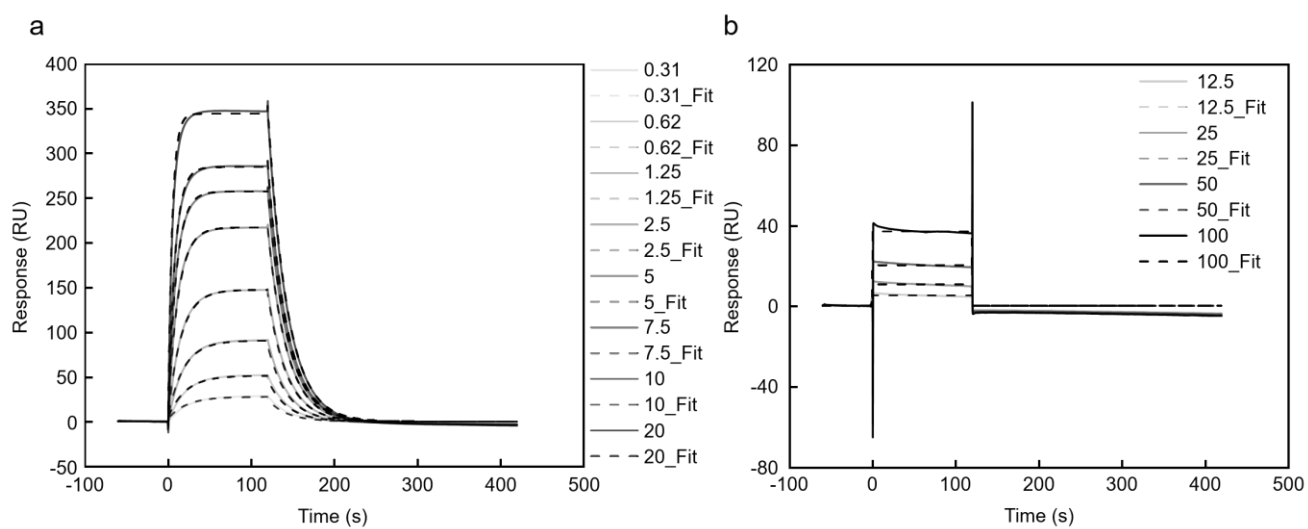 a
400
350
300
250
200
150
100
50
0
-50
Response (RU)
-100
0
100
200
300
400
500
Time (s)
0.31
0.31_Fit
0.62
0.62_Fit
1.25
1.25_Fit
2.5
2.5_Fit
5
5_Fit
7.5
7.5_Fit
10
10_Fit
20
20_Fit
b
120
80
40
0
-40
-80
Response (RU)
-100
0
100
200
300
400
500
Time (s)
12.5
12.5_Fit
25
25_Fit
50
50_Fit
100
100_Fit